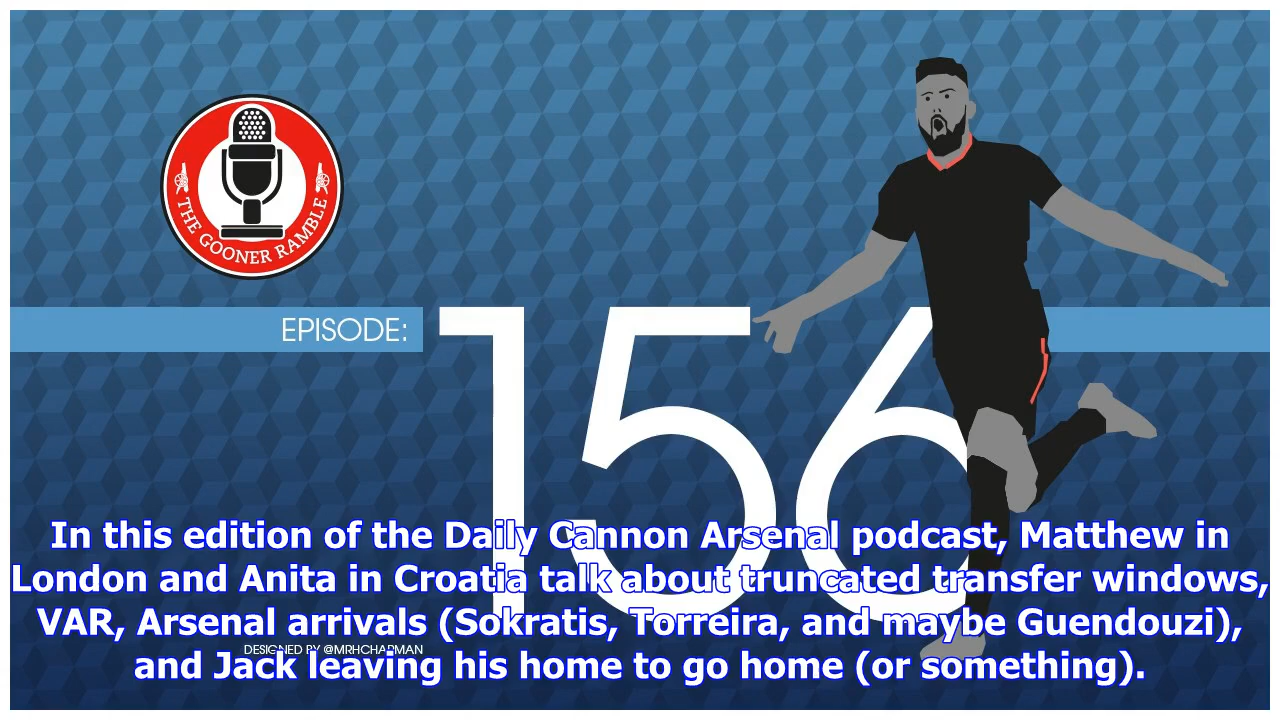 THE GOONER RAMBLE
EPISODE:
156
In this edition of the Daily Cannon Arsenal podcast, Matthew in
London and Anita in Croatia talk about truncated transfer windows,
VAR, Arsenal arrivals (Sokratis, Torreira, and maybe Guendouzi),
DESIGNED BY @MRHCHAPMAN
and Jack leaving his home to go home (or something).